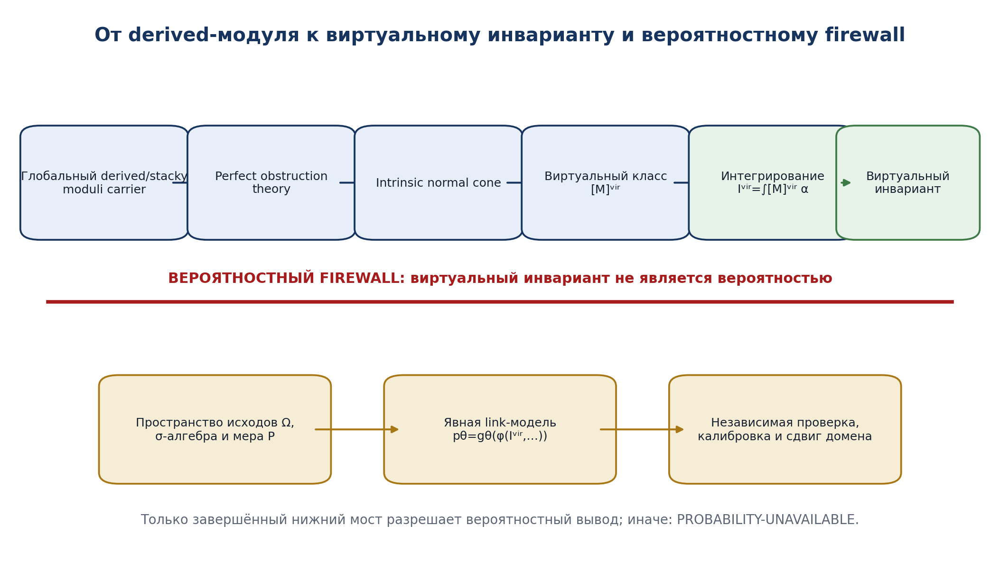 От derived-модуля к виртуальному инварианту и вероятностному firewall
Глобальный derived/stacky
moduli carrier
Perfect obstruction
theory
Intrinsic normal cone
Виртуальный класс
[M]ᵛⁱʳ
Интегрирование
Iᵛⁱʳ=∫[M]ᵛⁱʳ α
Виртуальный
инвариант
ВЕРОЯТНОСТНЫЙ FIREWALL: виртуальный инвариант не является вероятностью
Пространство исходов Ω,
σ-алгебра и мера P
Явная link-модель
pθ=gθ(φ(Iᵛⁱʳ,...))
Независимая проверка,
калибровка и сдвиг домена
Только завершённый нижний мост разрешает вероятностный вывод; иначе: PROBABILITY-UNAVAILABLE.